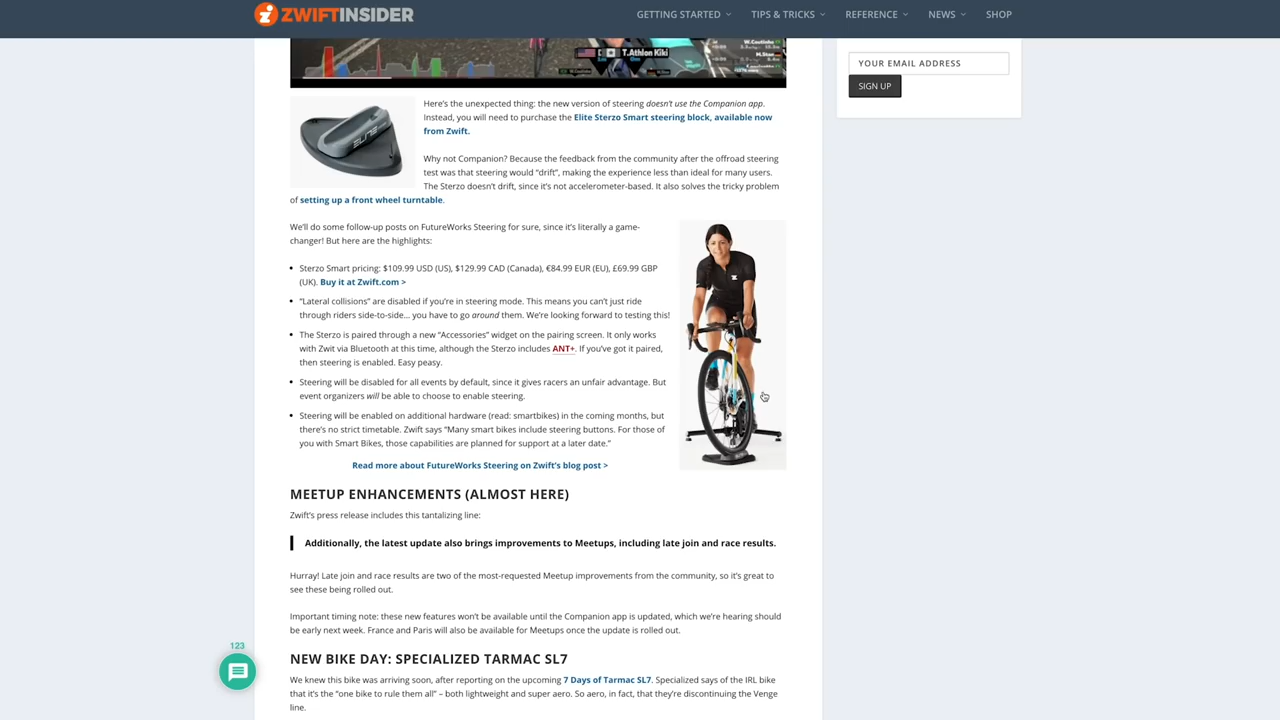 ZWIFTINSIDER
GETTING STARTED
TIPS & TRICKS
REFERENCE
NEWS
SHOP
T.Athlon Kiki
YOUR EMAIL ADDRESS
SIGN UP
ELITE
Here's the unexpected thing: the new version of steering doesn't use the Companion app.
Instead, you will need to purchase the Elite Sterzo Smart steering block, available now
from Zwift.
Why not Companion? Because the feedback from the community after the offroad steering
test was that steering would "drift", making the experience less than ideal for many users.
The Sterzo doesn't drift, since it's not accelerometer-based. It also solves the tricky problem
of setting up a front wheel turntable.
We'll do some follow-up posts on FutureWorks Steering for sure, since it's literally a game-
changer! But here are the highlights:
• Sterzo Smart pricing: $109.99 USD (US), $129.99 CAD (Canada), €84.99 EUR (EU), £69.99 GBP
(UK). Buy it at Zwift.com >
• "Lateral collisions" are disabled if you're in steering mode. This means you can't just ride
through riders side-to-side... you have to go around them. We're looking forward to testing this!
• The Sterzo is paired through a new "Accessories" widget on the pairing screen. It only works
with Zwit via Bluetooth at this time, although the Sterzo includes ANT+. If you've got it paired,
then steering is enabled. Easy peasy.
• Steering will be disabled for all events by default, since it gives racers an unfair advantage. But
event organizers will be able to choose to enable steering.
• Steering will be enabled on additional hardware (read: smartbikes) in the coming months, but
there's no strict timetable. Zwift says "Many smart bikes include steering buttons. For those of
you with Smart Bikes, those capabilities are planned for support at a later date."
Read more about FutureWorks Steering on Zwift's blog post >
MEETUP ENHANCEMENTS (ALMOST HERE)
Zwift's press release includes this tantalizing line:
Additionally, the latest update also brings improvements to Meetups, including late join and race results.
Hurray! Late join and race results are two of the most-requested Meetup improvements from the community, so it's great to
see these being rolled out.
Important timing note: these new features won't be available until the Companion app is updated, which we're hearing should
be early next week. France and Paris will also be available for Meetups once the update is rolled out.
123
NEW BIKE DAY: SPECIALIZED TARMAC SL7
We knew this bike was arriving soon, after reporting on the upcoming 7 Days of Tarmac SL7. Specialized says of the IRL bike
that it's the "one bike to rule them all" – both lightweight and super aero. So aero, in fact, that they're discontinuing the Venge
line.